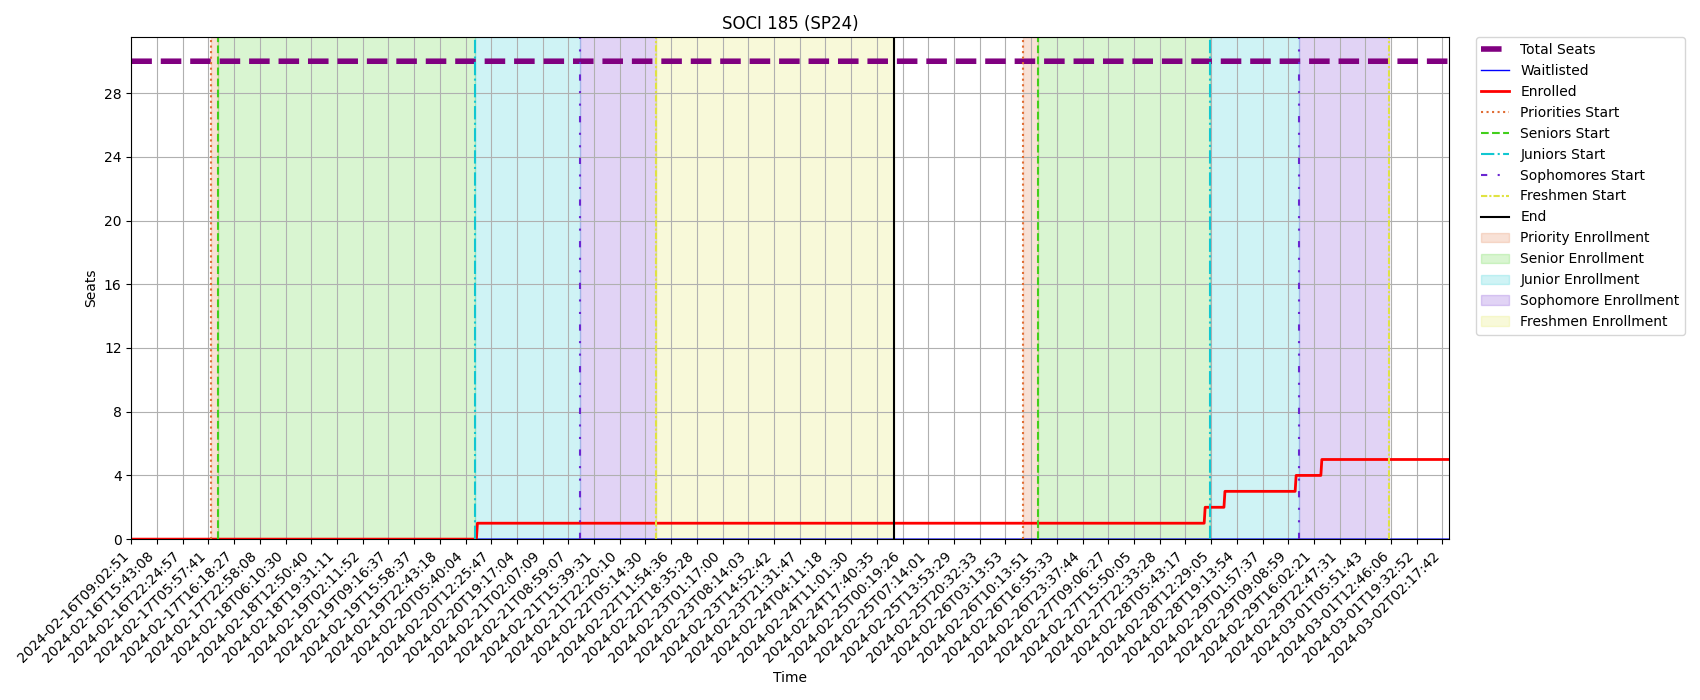 SOCI 185 (SP24)
Seats
28
24
20
16
12
8
4
0
2024-02-16T09:02:51
2024-02-16T15:43:08
2024-02-16T22:24:57
2024-02-17T05:57:41
2024-02-17T16:18:27
2024-02-17T22:58:08
2024-02-18T06:10:30
2024-02-18T12:50:40
2024-02-18T19:31:11
2024-02-19T02:11:52
2024-02-19T09:16:37
2024-02-19T15:58:37
2024-02-19T22:43:18
2024-02-20T05:40:04
2024-02-20T12:25:47
2024-02-20T19:17:04
2024-02-21T02:07:09
2024-02-21T08:59:07
2024-02-21T15:39:31
2024-02-21T22:20:10
2024-02-22T05:14:30
2024-02-22T11:54:36
2024-02-22T18:35:28
2024-02-23T01:17:00
2024-02-23T08:14:03
2024-02-23T14:52:42
2024-02-23T21:31:47
2024-02-24T04:11:18
2024-02-24T11:01:30
2024-02-24T17:40:35
2024-02-25T00:19:26
2024-02-25T07:14:01
2024-02-25T13:53:29
2024-02-25T20:32:33
2024-02-26T03:13:53
2024-02-26T10:13:51
2024-02-26T16:55:33
2024-02-26T23:37:44
2024-02-27T09:06:27
2024-02-27T15:50:05
2024-02-27T22:33:28
2024-02-28T05:43:17
2024-02-28T12:29:05
2024-02-28T19:13:54
2024-02-29T01:57:37
2024-02-29T09:08:59
2024-02-29T16:02:21
2024-02-29T22:47:31
2024-03-01T05:51:43
2024-03-01T12:46:06
2024-03-01T19:32:52
2024-03-02T02:17:42
Time
Total Seats
Waitlisted
Enrolled
Priorities Start
Seniors Start
Juniors Start
Sophomores Start
Freshmen Start
End
Priority Enrollment
Senior Enrollment
Junior Enrollment
Sophomore Enrollment
Freshmen Enrollment